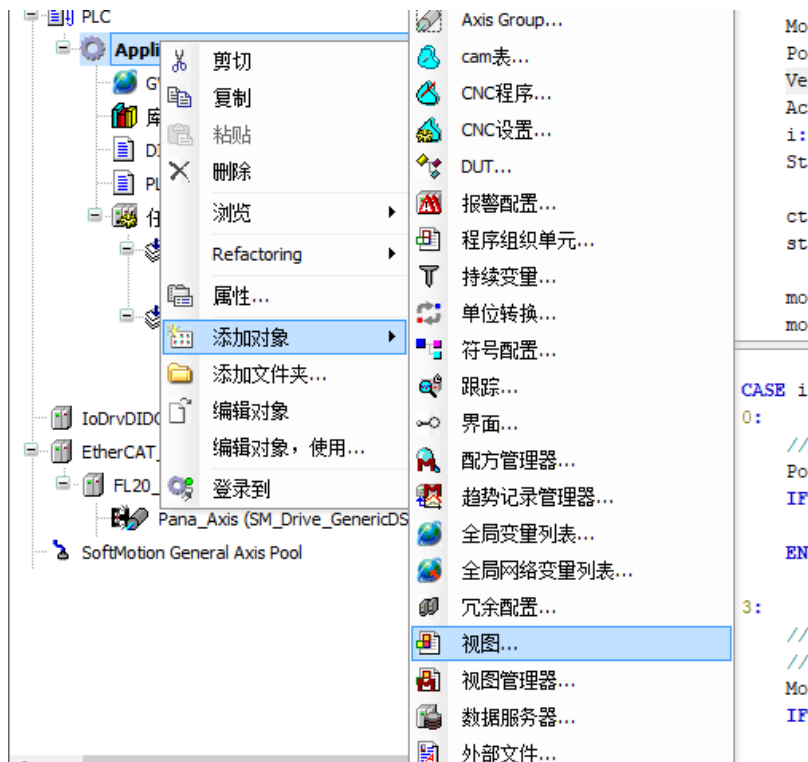 PLC
Appli
G
库
DI
PL
任
IoDrvDIDO
EtherCAT_
FL20_
Pana_Axis (SM_Drive_GenericDS
SoftMotion General Axis Pool
剪切
复制
粘贴
删除
浏览
Refactoring
属性...
添加对象
添加文件夹...
编辑对象
编辑对象，使用...
登录到
Axis Group...
cam表...
CNC程序...
CNC设置...
DUT...
报警配置...
程序组织单元...
持续变量...
单位转换...
符号配置...
跟踪...
界面...
配方管理器...
趋势记录管理器...
全局变量列表...
全局网络变量列表...
冗余配置...
视图...
视图管理器...
数据服务器...
外部文件...
Mo
Po
Ve
Ac
i:
St
ct
st
mo
mo
CASE i
0:
//
Po
IF
EN
3:
//
//
Mo
IF